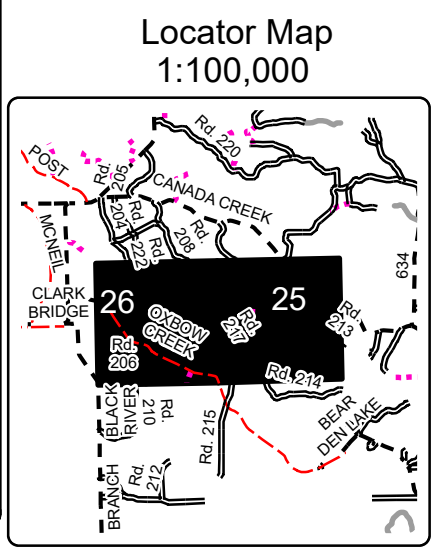 Locator Map
1:100,000
Rd. 220
POST
Rd.
205
CANADA CREEK
Rd.
204
Rd.
222
Rd.
208
MCNEIL
634
CLARK
BRIDGE
26
25
OXBOW
CREEK
Rd.
217
Rd.
213
Rd.
206
Rd. 214
BLACK
RIVER
Rd.
210
Rd. 215
BEAR
DEN LAKE
BRANCH
Rd.
212